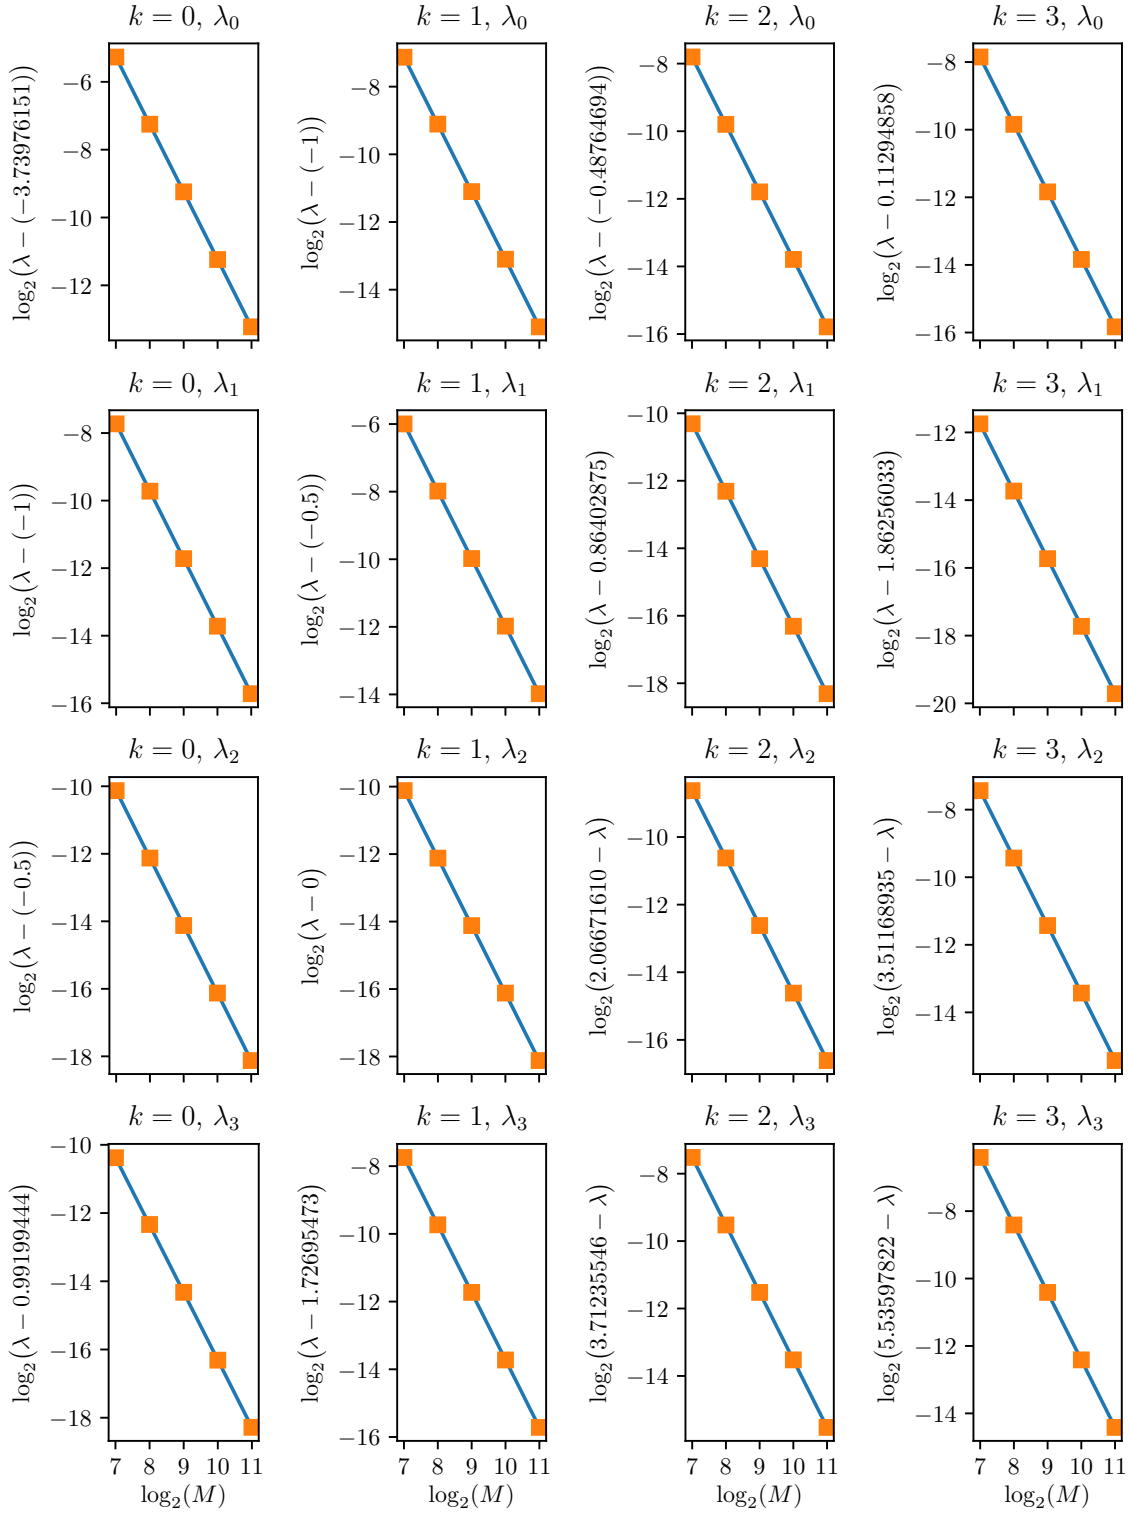 k = 0, λ₀
log₂(λ − (−3.73976151))
−6
−8
−10
−12
k = 1, λ₀
log₂(λ − (−1))
−8
−10
−12
−14
k = 2, λ₀
log₂(λ − (−0.48764694))
−8
−10
−12
−14
−16
k = 3, λ₀
log₂(λ − 0.11294858)
−8
−10
−12
−14
−16
k = 0, λ₁
log₂(λ − (−1))
−8
−10
−12
−14
−16
k = 1, λ₁
log₂(λ − (−0.5))
−6
−8
−10
−12
−14
k = 2, λ₁
log₂(λ − 0.86402875)
−10
−12
−14
−16
−18
k = 3, λ₁
log₂(λ − 1.86256033)
−12
−14
−16
−18
−20
k = 0, λ₂
log₂(λ − (−0.5))
−10
−12
−14
−16
−18
k = 1, λ₂
log₂(λ − 0)
−10
−12
−14
−16
−18
k = 2, λ₂
log₂(2.06671610 − λ)
−10
−12
−14
−16
k = 3, λ₂
log₂(3.51168935 − λ)
−8
−10
−12
−14
k = 0, λ₃
log₂(λ − 0.99199444)
−10
−12
−14
−16
−18
7 8 9 10 11
log₂(M)
k = 1, λ₃
log₂(λ − 1.72695473)
−8
−10
−12
−14
−16
7 8 9 10 11
log₂(M)
k = 2, λ₃
log₂(3.71235546 − λ)
−8
−10
−12
−14
7 8 9 10 11
log₂(M)
k = 3, λ₃
log₂(5.53597822 − λ)
−8
−10
−12
−14
7 8 9 10 11
log₂(M)